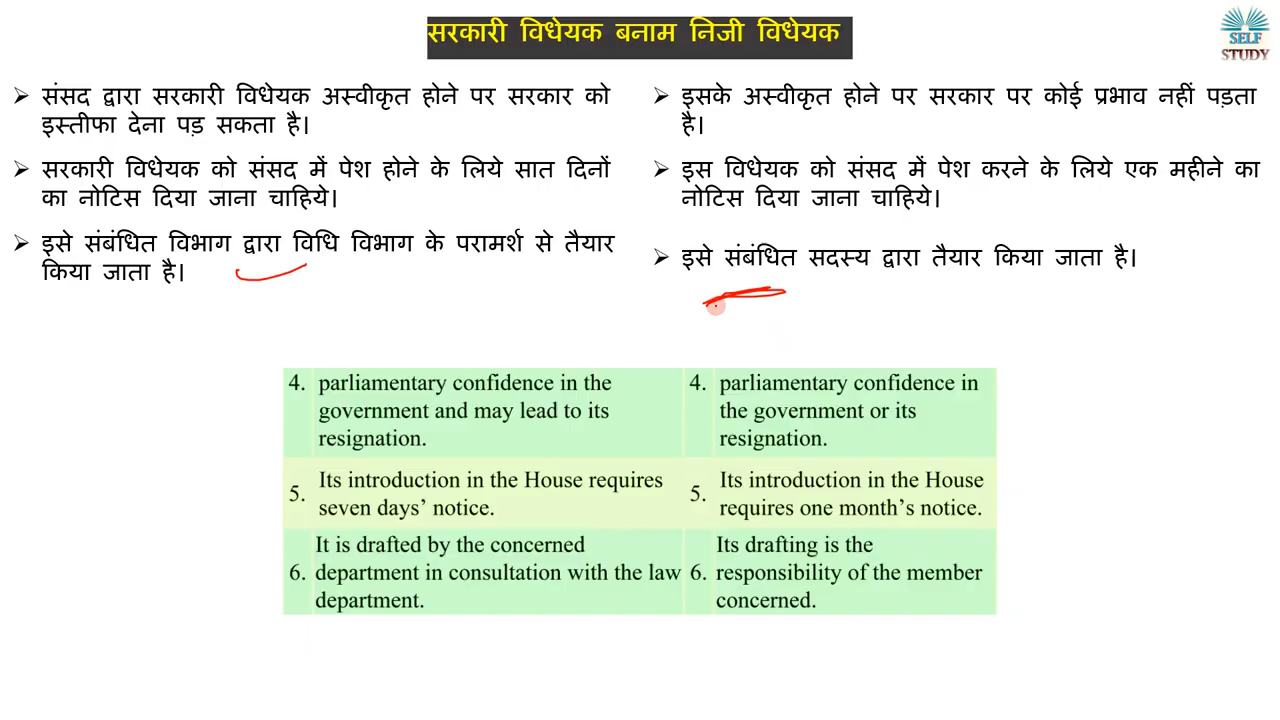 सरकारी विधेयक बनाम निजी विधेयक
SELF
STUDY
➢ संसद द्वारा सरकारी विधेयक अस्वीकृत होने पर सरकार को
इस्तीफा देना पड़ सकता है।
➢ सरकारी विधेयक को संसद में पेश होने के लिये सात दिनों
का नोटिस दिया जाना चाहिये।
➢ इसे संबंधित विभाग द्वारा विधि विभाग के परामर्श से तैयार
किया जाता है।
➢ इसके अस्वीकृत होने पर सरकार पर कोई प्रभाव नहीं पड़ता
है।
➢ इस विधेयक को संसद में पेश करने के लिये एक महीने का
नोटिस दिया जाना चाहिये।
➢ इसे संबंधित सदस्य द्वारा तैयार किया जाता है।
4. parliamentary confidence in the
government and may lead to its
resignation.
4. parliamentary confidence in
the government or its
resignation.
5. Its introduction in the House requires
seven days’ notice.
5. Its introduction in the House
requires one month’s notice.
6. It is drafted by the concerned
department in consultation with the law
department.
6. Its drafting is the
responsibility of the member
concerned.